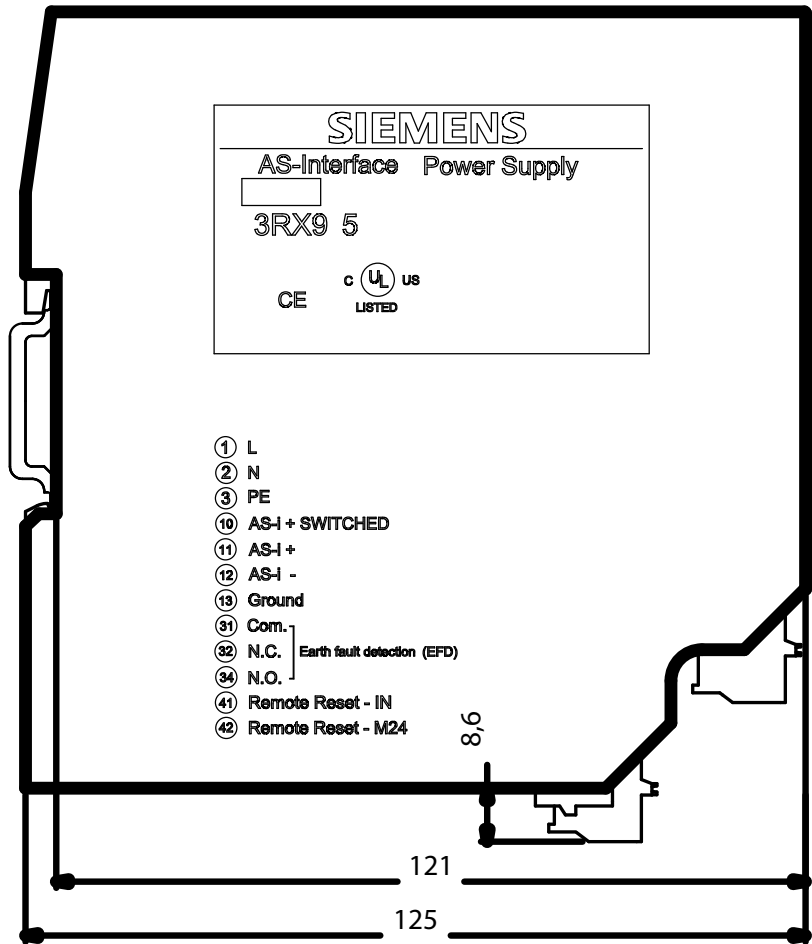 SIEMENS
AS-Interface Power Supply
3RX9 5
C UL US
LISTED
CE
1 L
2 N
3 PE
10 AS-i + SWITCHED
11 AS-i +
12 AS-i -
13 Ground
31 Com.
32 N.C. Earth fault detection (EFD)
34 N.O.
41 Remote Reset - IN
42 Remote Reset - M24
8,6
121
125